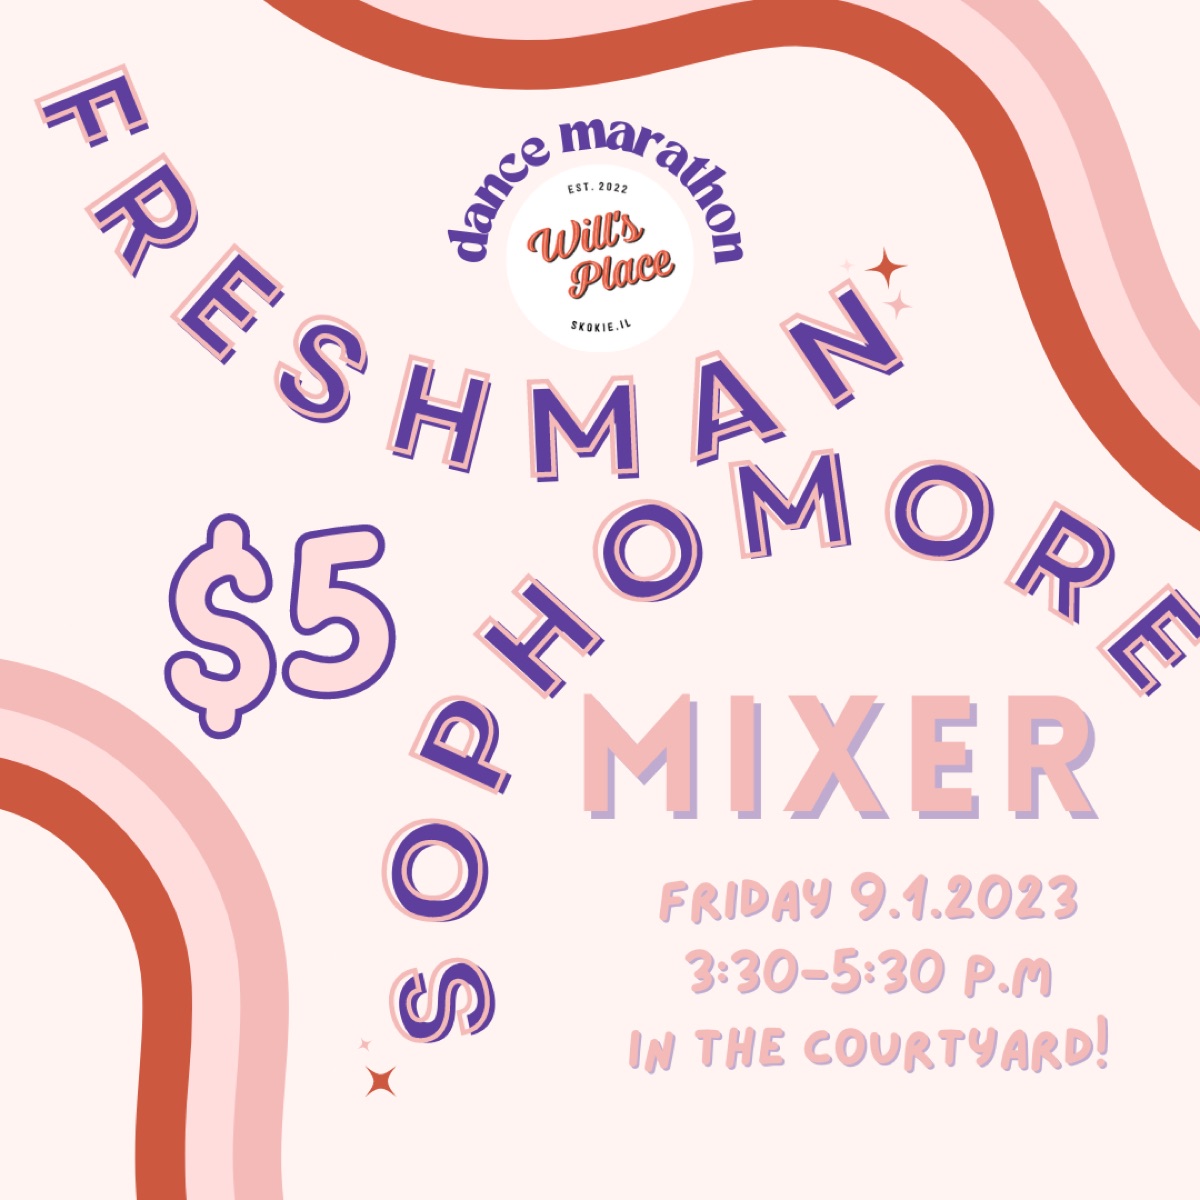 dance marathon
EST. 2022
Will's
Place
SKOKIE.IL
FRESHMAN
SOPHOMORE
$5
MIXER
FRIDAY 9.1.2023
3:30-5:30 P.M
IN THE COURTYARD!